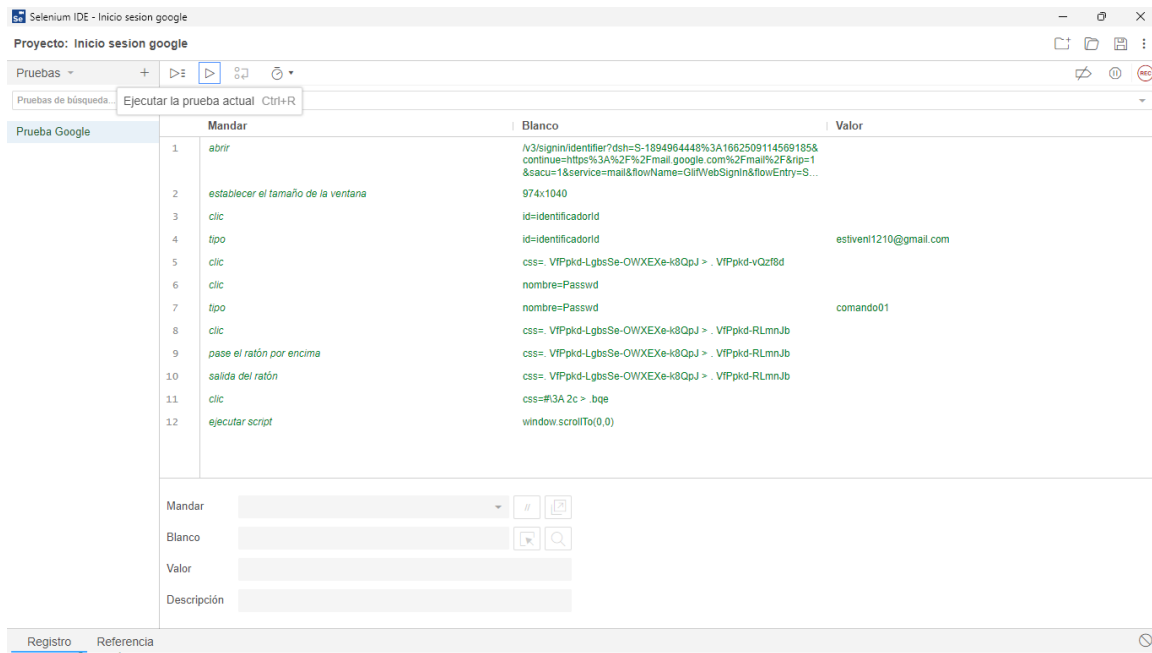 Se Selenium IDE - Inicio sesion google
Proyecto: Inicio sesion google
Pruebas
REC
Pruebas de búsqueda...
Ejecutar la prueba actual Ctrl+R
Prueba Google
Mandar Blanco Valor
1 abrir /v3/signin/identifier?dsh=S-1894964448%3A1662509114569185&
continue=https%3A%2F%2Fmail.google.com%2Fmail%2F&rip=1
&sacu=1&service=mail&flowName=GlifWebSignIn&flowEntry=S...
2 establecer el tamaño de la ventana 974x1040
3 clic id=identificadorId
4 tipo id=identificadorId estivenl1210@gmail.com
5 clic css=. VfPpkd-LgbsSe-OWXEXe-k8QpJ > . VfPpkd-vQzf8d
6 clic nombre=Passwd
7 tipo nombre=Passwd comando01
8 clic css=. VfPpkd-LgbsSe-OWXEXe-k8QpJ > . VfPpkd-RLmnJb
9 pase el ratón por encima css=. VfPpkd-LgbsSe-OWXEXe-k8QpJ > . VfPpkd-RLmnJb
10 salida del ratón css=. VfPpkd-LgbsSe-OWXEXe-k8QpJ > . VfPpkd-RLmnJb
11 clic css=#\3A 2c > .bqe
12 ejecutar script window.scrollTo(0,0)
Mandar
//
Blanco
Valor
Descripción
Registro Referencia